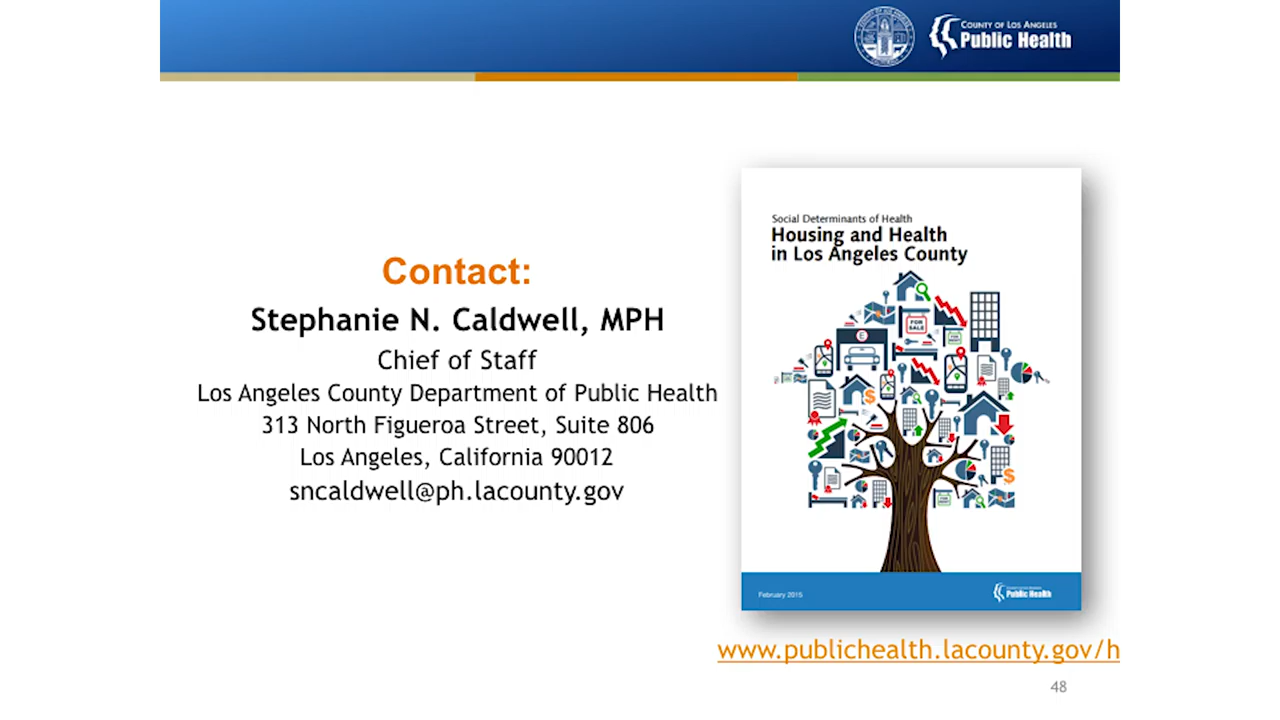 COUNTY OF LOS ANGELES
Public Health
Contact:
Stephanie N. Caldwell, MPH
Chief of Staff
Los Angeles County Department of Public Health
313 North Figueroa Street, Suite 806
Los Angeles, California 90012
sncaldwell@ph.lacounty.gov
Social Determinants of Health
Housing and Health
in Los Angeles County
FOR
SALE
February 2015
Public Health
www.publichealth.lacounty.gov/h
48